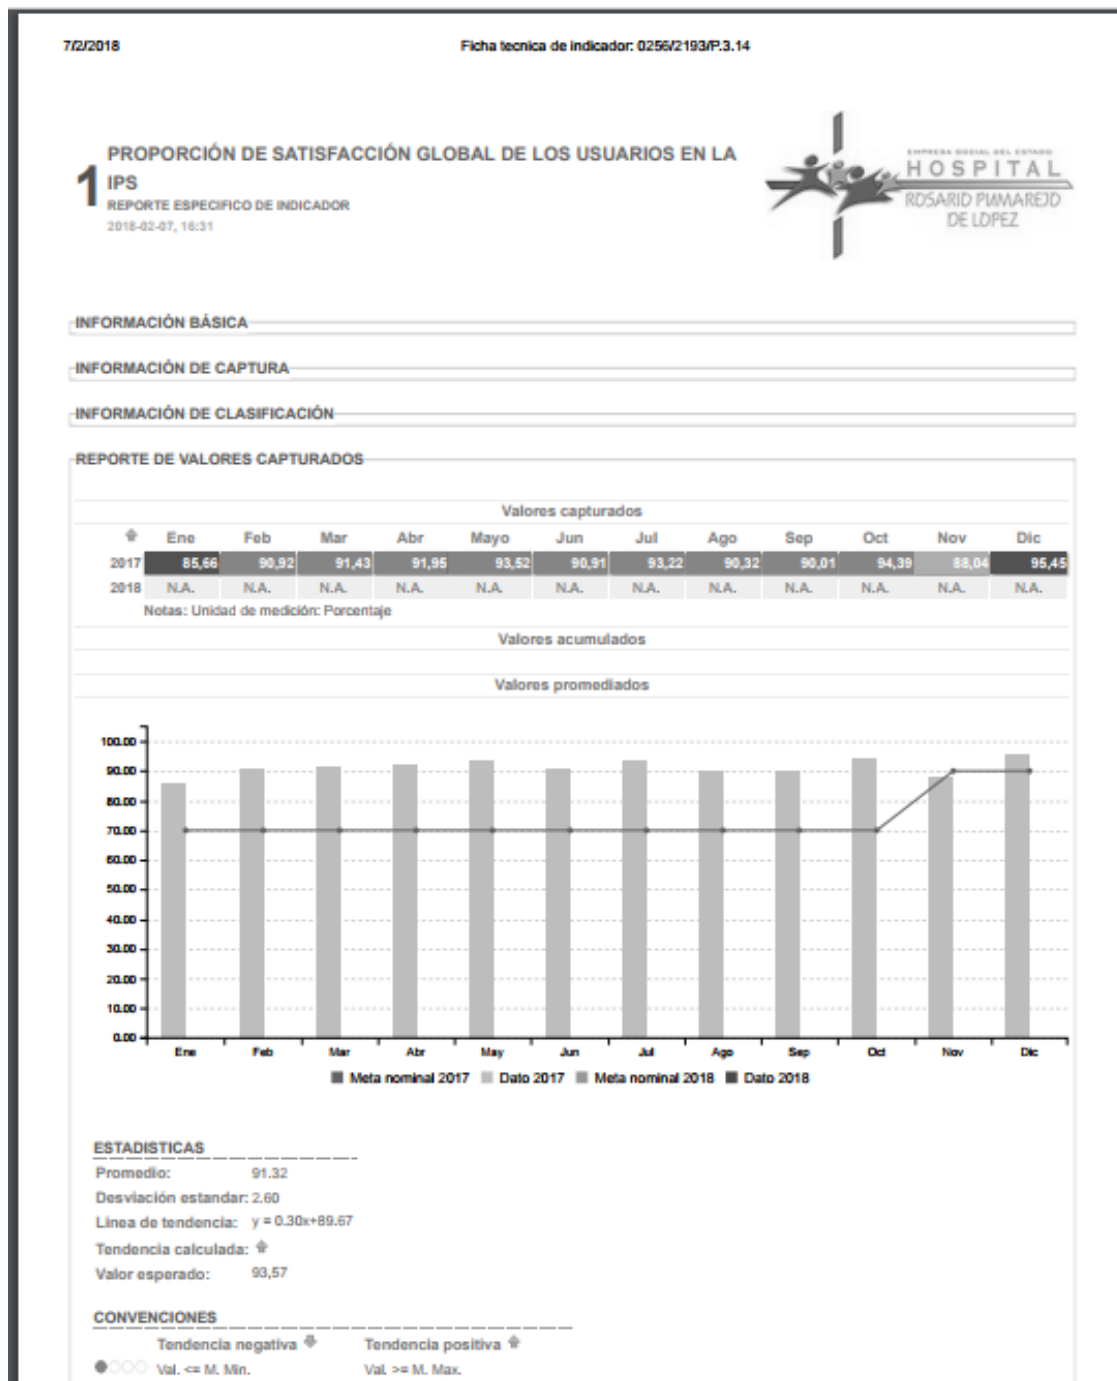 7/2/2018 Ficha tecnica de indicador: 0256/2193/P.3.14
1 PROPORCIÓN DE SATISFACCIÓN GLOBAL DE LOS USUARIOS EN LA
IPS
REPORTE ESPECIFICO DE INDICADOR
2018-02-07, 16:31
EMPRESA SOCIAL DEL ESTADO
HOSPITAL
ROSARIO PUMAREJO
DE LOPEZ
INFORMACIÓN BÁSICA
INFORMACIÓN DE CAPTURA
INFORMACIÓN DE CLASIFICACIÓN
REPORTE DE VALORES CAPTURADOS
Valores capturados
Ene Feb Mar Abr Mayo Jun Jul Ago Sep Oct Nov Dic
2017 85,66 90,92 91,43 91,95 93,52 90,91 93,22 90,32 90,01 94,39 88,04 95,45
2018 N.A. N.A. N.A. N.A. N.A. N.A. N.A. N.A. N.A. N.A. N.A. N.A.
Notas: Unidad de medición: Porcentaje
Valores acumulados
Valores promediados
100.00
90.00
80.00
70.00
60.00
50.00
40.00
30.00
20.00
10.00
0.00
Ene Feb Mar Abr May Jun Jul Ago Sep Oct Nov Dic
Meta nominal 2017 Dato 2017 Meta nominal 2018 Dato 2018
ESTADISTICAS
Promedio: 91.32
Desviación estandar: 2.60
Linea de tendencia: y = 0.30x+89.67
Tendencia calculada:
Valor esperado: 93,57
CONVENCIONES
Tendencia negativa Tendencia positiva
Val. <= M. Min. Val. >= M. Max.